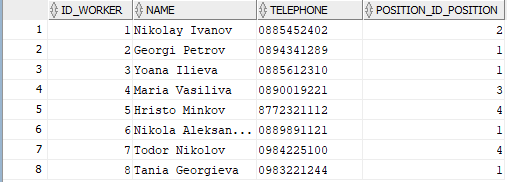 ID_WORKER NAME TELEPHONE POSITION_ID_POSITION
1 1 Nikolay Ivanov 0885452402 2
2 2 Georgi Petrov 0894341289 1
3 3 Yoana Ilieva 0885612310 1
4 4 Maria Vasiliva 0890019221 3
5 5 Hristo Minkov 8772321112 4
6 6 Nikola Aleksan... 0889891121 1
7 7 Todor Nikolov 0984225100 4
8 8 Tania Georgieva 0983221244 1